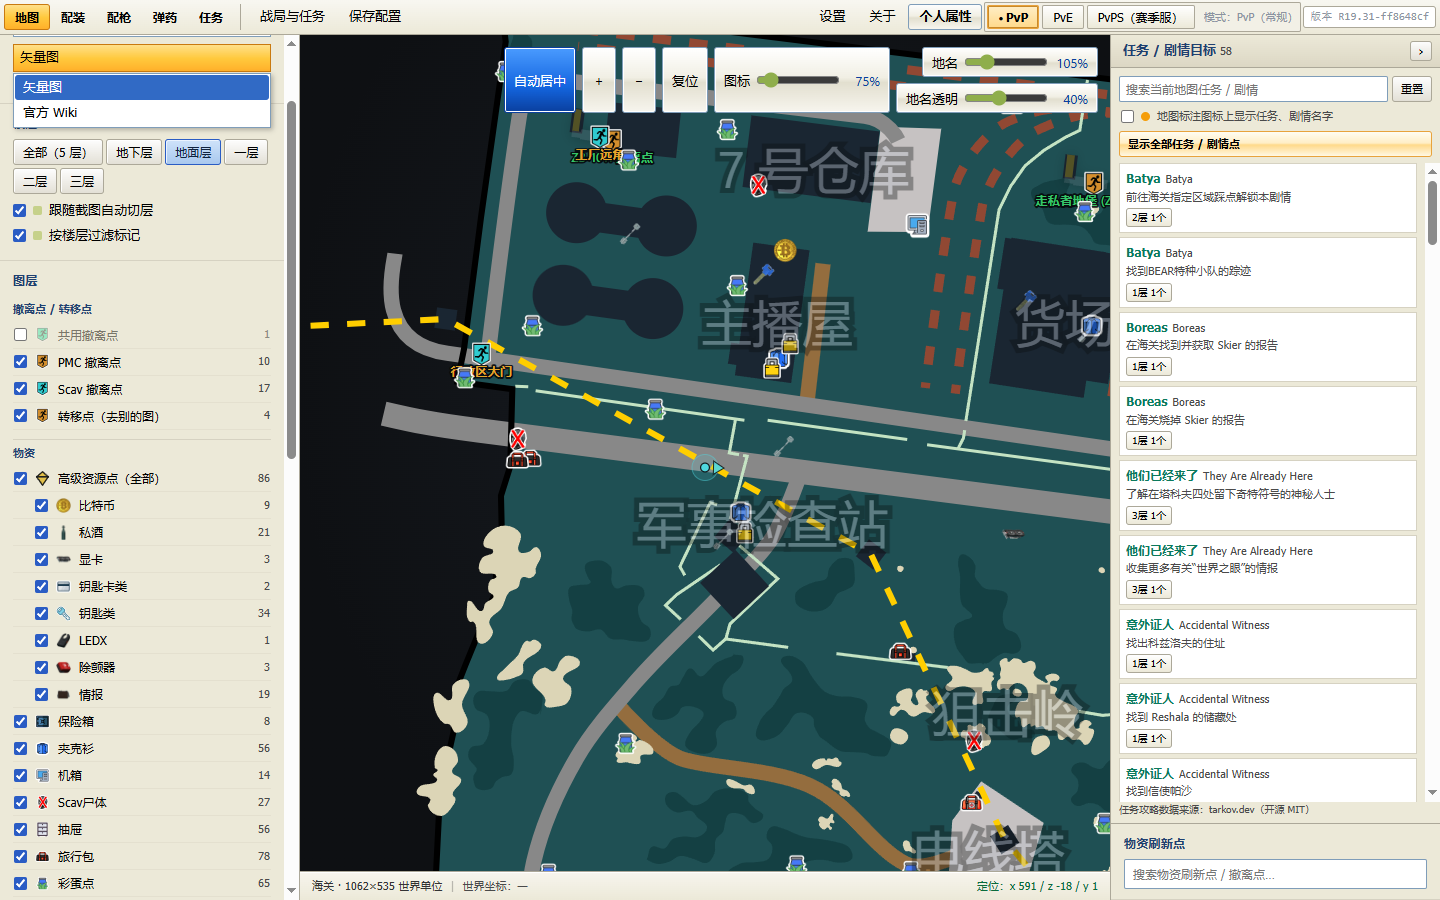 地图 配装 配枪 弹药 任务 战局与任务 保存配置 设置 关于 个人属性 • PvP PvE PvPS（赛季服） 模式：PvP（常规） 版本 R19.31-ff8648cf
矢量图
矢量图
官方 Wiki
全部（5 层） 地下层 地面层 一层
二层 三层
跟随截图自动切层
按楼层过滤标记
图层
撤离点 / 转移点
共用撤离点 1
PMC 撤离点 10
Scav 撤离点 17
转移点（去别的图） 4
物资
高级资源点（全部） 86
比特币 9
私酒 21
显卡 3
钥匙卡类 2
钥匙类 34
LEDX 1
除颤器 3
情报 19
保险箱 8
夹克衫 56
机箱 14
Scav尸体 27
抽屉 56
旅行包 78
彩蛋点 65
自动居中 + − 复位 图标 75%
地名 105%
地名透明 40%
7 号仓库
主播屋
货场
军事检查站
狙击岭
电线塔
海关 · 1062×535 世界单位 | 世界坐标：—
定位：x 591 / z -18 / y 1
任务 / 剧情目标 58 ›
搜索当前地图任务 / 剧情 重置
地图标注图标上显示任务、剧情名字
显示全部任务 / 剧情点
Batya Batya
前往海关指定区域踩点解锁本剧情
2层 1个
Batya Batya
找到BEAR特种小队的踪迹
1层 1个
Boreas Boreas
在海关找到并获取 Skier 的报告
1层 1个
Boreas Boreas
在海关烧掉 Skier 的报告
1层 1个
他们已经来了 They Are Already Here
了解在塔科夫四处留下奇特符号的神秘人士
3层 1个
他们已经来了 They Are Already Here
收集更多有关“世界之眼”的情报
3层 1个
意外证人 Accidental Witness
找出科兹洛夫的住址
1层 1个
意外证人 Accidental Witness
找到 Reshala 的储藏处
1层 1个
意外证人 Accidental Witness
找到信使帕沙
任务攻略数据来源：tarkov.dev（开源 MIT）
物资刷新点
搜索物资刷新点 / 撤离点...